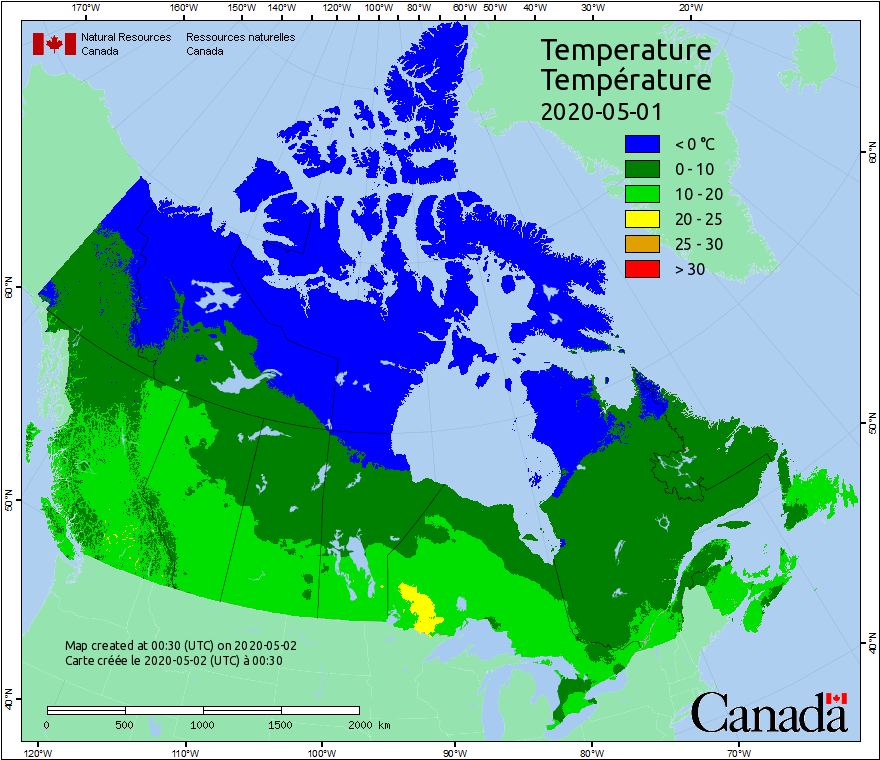 170°W 160°W 150°W 140°W 130°W 120°W 110°W 100°W 90°W 80°W 70°W 60°W 50°W 40°W 30°W 20°W
Natural Resources Ressources naturelles
Canada Canada
Temperature
Température
2020-05-01
< 0 °C
0 - 10
10 - 20
20 - 25
25 - 30
> 30
60°N
60°N
50°N
50°N
40°N
40°N
Map created at 00:30 (UTC) on 2020-05-02
Carte créée le 2020-05-02 (UTC) à 00:30
0 500 1000 1500 2000 km
Canada
120°W 110°W 100°W 90°W 80°W 70°W